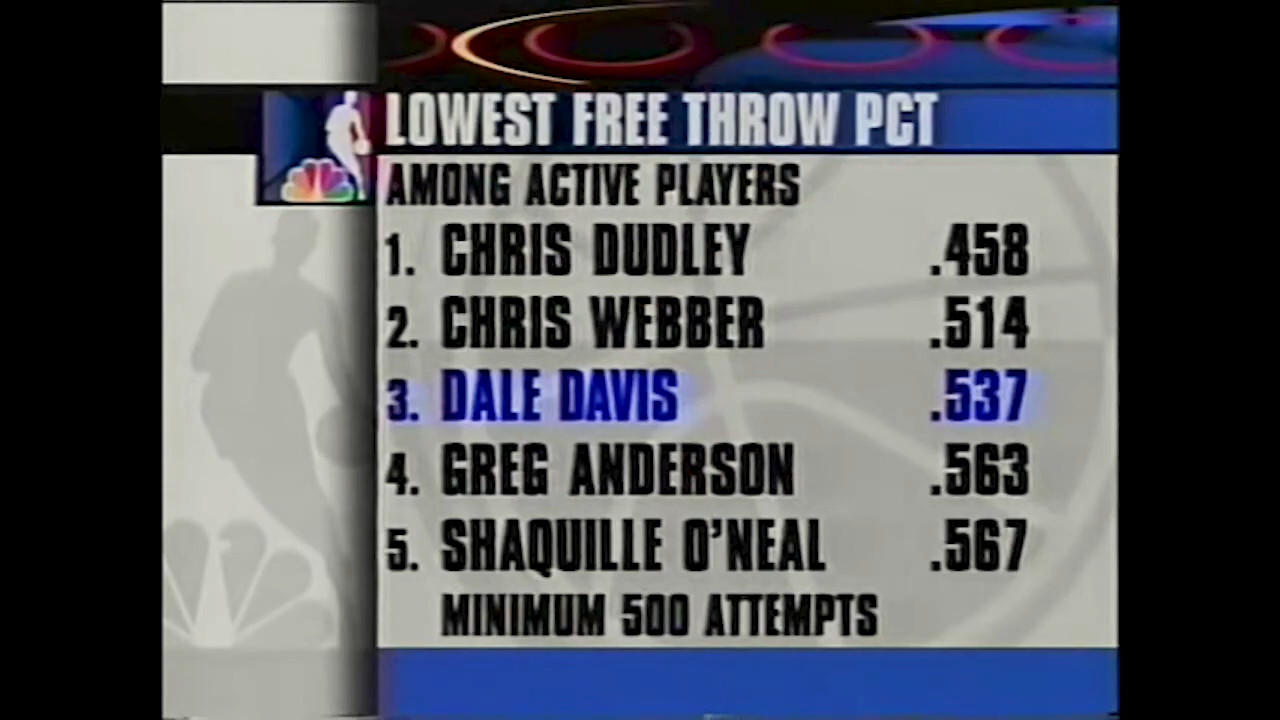 LOWEST FREE THROW PCT
AMONG ACTIVE PLAYERS
1. CHRIS DUDLEY .458
2. CHRIS WEBBER .514
3. DALE DAVIS .537
4. GREG ANDERSON .563
5. SHAQUILLE O'NEAL .567
MINIMUM 500 ATTEMPTS